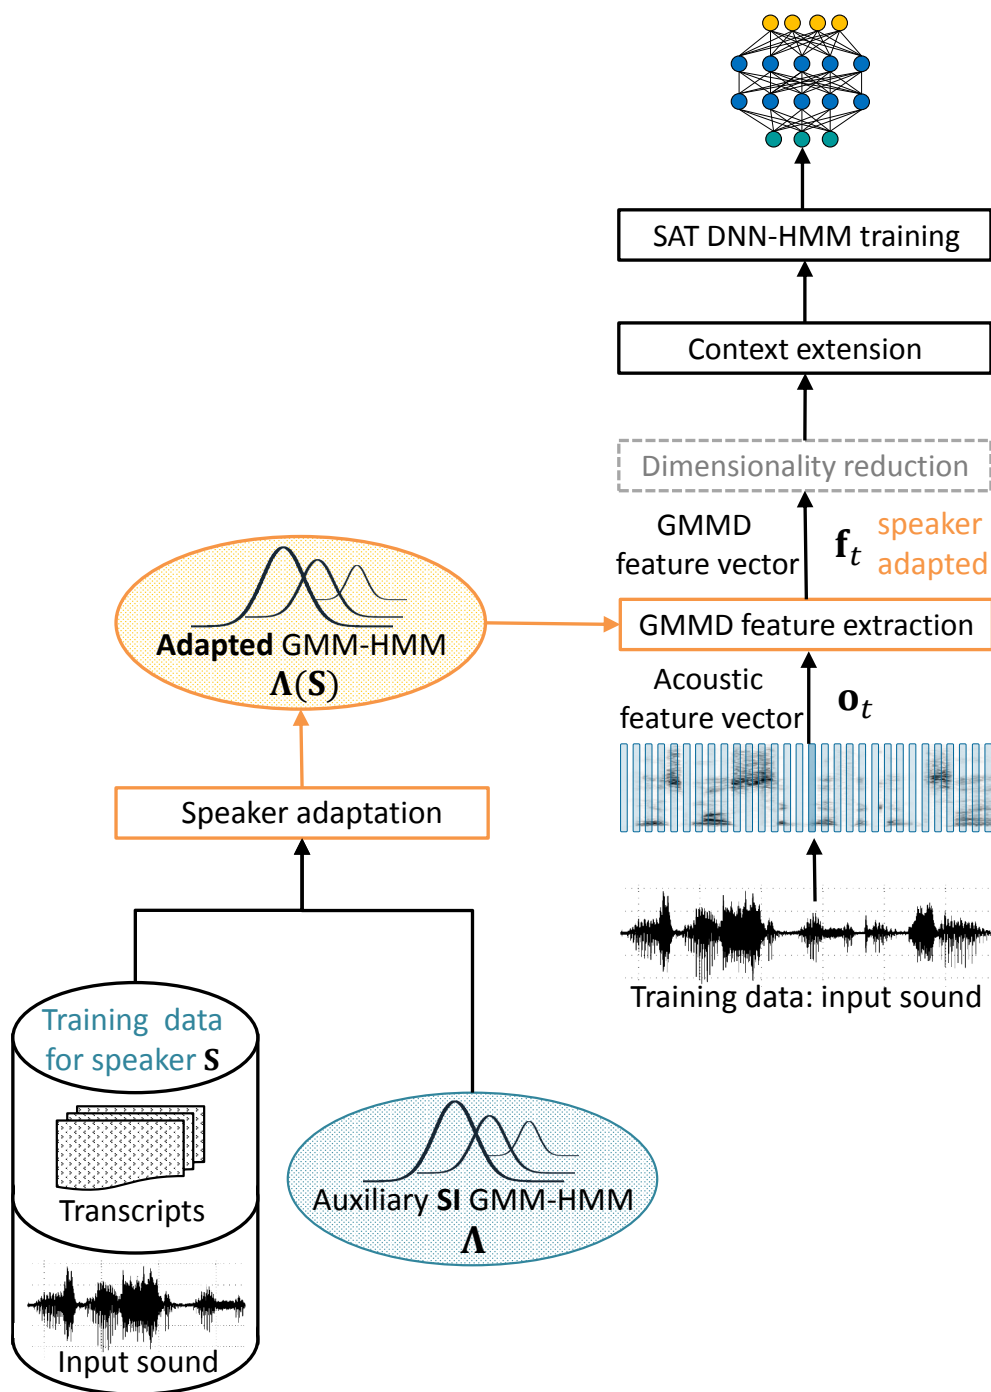 SAT DNN-HMM training
Context extension
Dimensionality reduction
GMMD
feature vector
𝐟𝑡
speaker
adapted
GMMD feature extraction
Acoustic
feature vector
𝐨𝑡
Training data: input sound
Adapted GMM-HMM
𝚲(𝐒)
Speaker adaptation
Training data
for speaker 𝐒
Transcripts
Input sound
Auxiliary SI GMM-HMM
𝚲